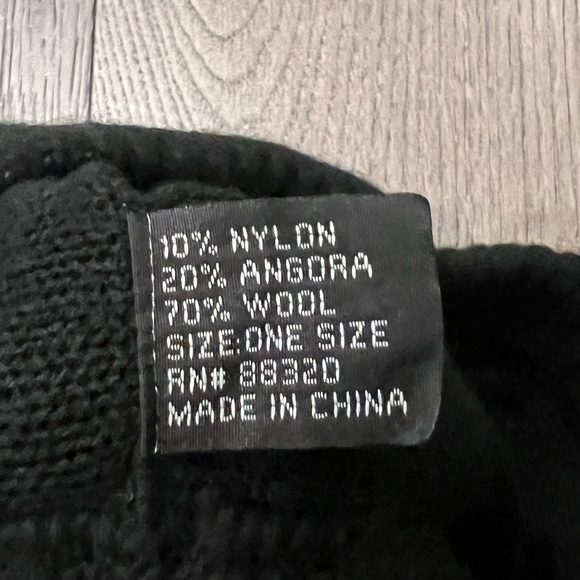 10% NYLON
20% ANGORA
70% WOOL
SIZE:ONE SIZE
RN# 88320
MADE IN CHINA